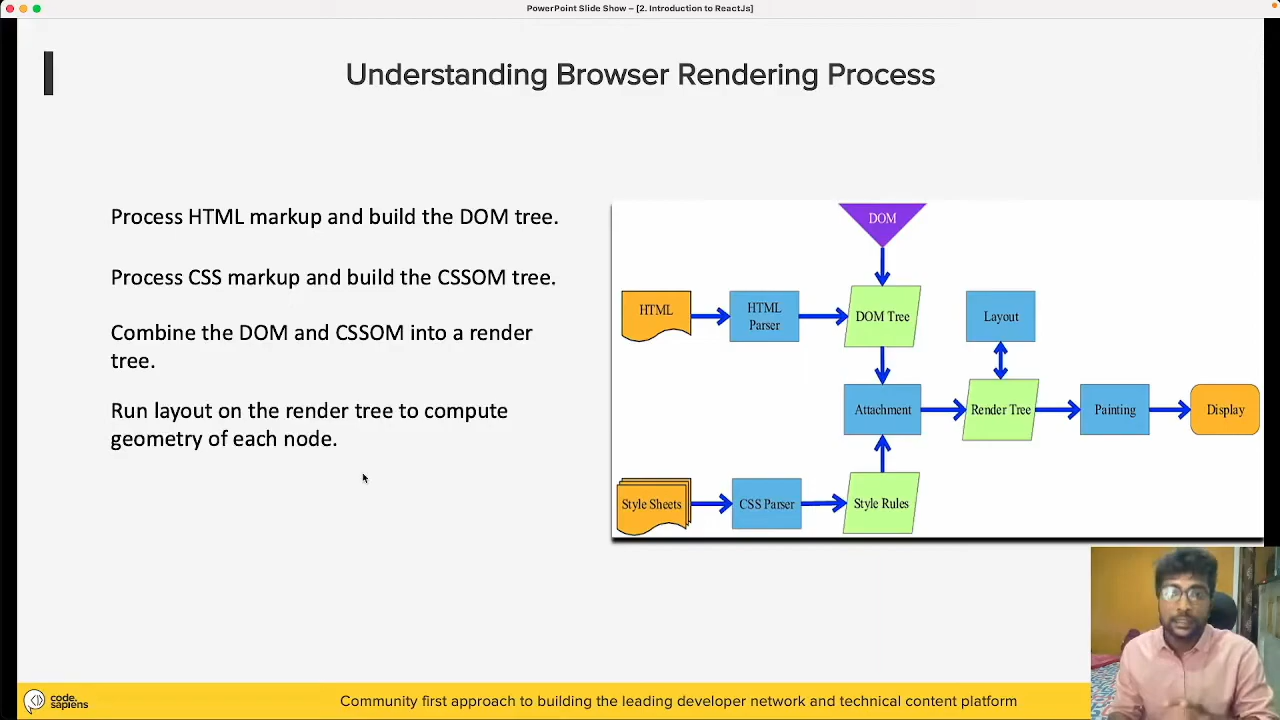 PowerPoint Slide Show – [2. Introduction to ReactJs]
Understanding Browser Rendering Process
Process HTML markup and build the DOM tree.
Process CSS markup and build the CSSOM tree.
Combine the DOM and CSSOM into a render
tree.
Run layout on the render tree to compute
geometry of each node.
DOM
HTML
HTML
Parser
DOM Tree
Layout
Attachment
Render Tree
Painting
Display
Style Sheets
CSS Parser
Style Rules
code.
sapiens
Community first approach to building the leading developer network and technical content platform